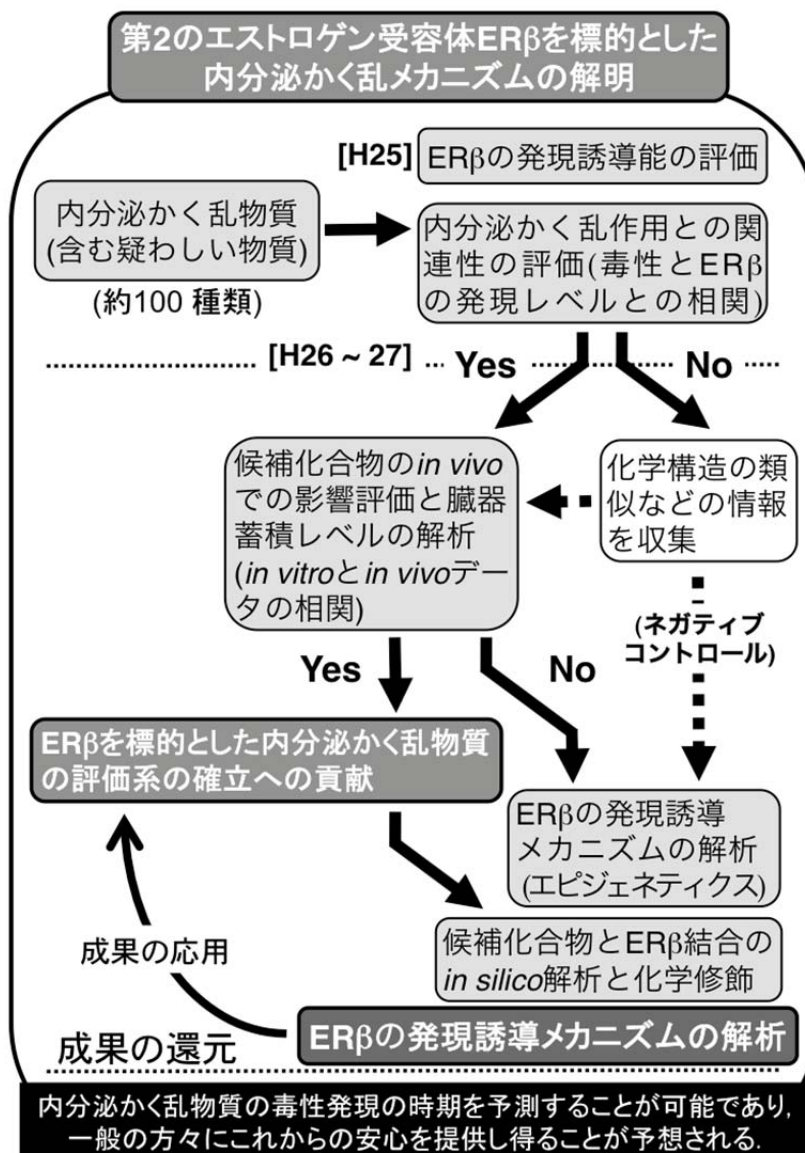 第2のエストロゲン受容体ERβを標的とした
内分泌かく乱メカニズムの解明
[H25]
ERβの発現誘導能の評価
内分泌かく乱物質
(含む疑わしい物質)
(約100 種類)
内分泌かく乱作用との関
連性の評価(毒性とERβ
の発現レベルとの相関)
[H26 ~ 27]
Yes
No
候補化合物のin vivo
での影響評価と臓器
蓄積レベルの解析
(in vitroとin vivoデー
タの相関)
化学構造の類
似などの情報
を収集
(ネガティブ
コントロール)
Yes
No
ERβを標的とした内分泌かく乱物質
の評価系の確立への貢献
ERβの発現誘導
メカニズムの解析
(エピジェネティクス)
候補化合物とERβ結合の
in silico解析と化学修飾
成果の応用
ERβの発現誘導メカニズムの解析
成果の還元
内分泌かく乱物質の毒性発現の時期を予測することが可能であり,
一般の方々にこれからの安心を提供し得ることが予想される.